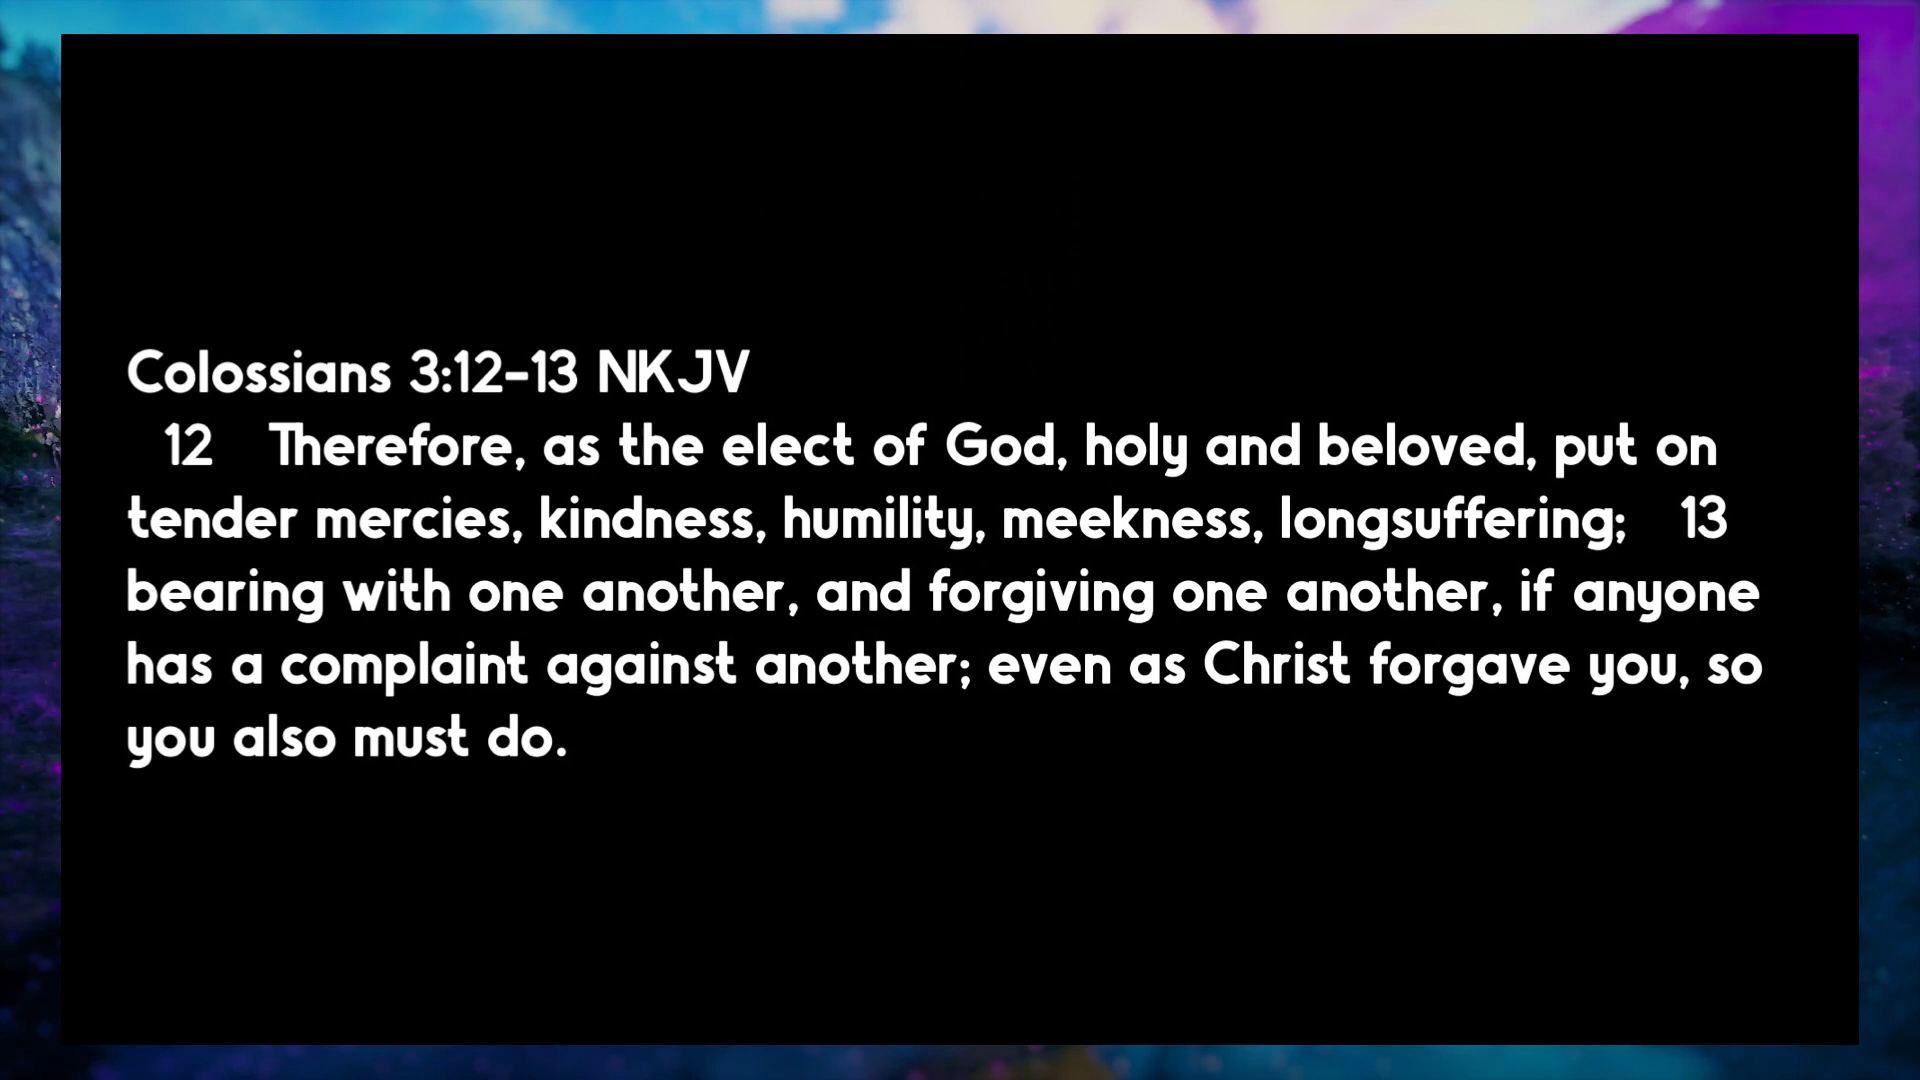 Colossians 3:12-13 NKJV
12 Therefore, as the elect of God, holy and beloved, put on
tender mercies, kindness, humility, meekness, longsuffering; 13
bearing with one another, and forgiving one another, if anyone
has a complaint against another; even as Christ forgave you, so
you also must do.